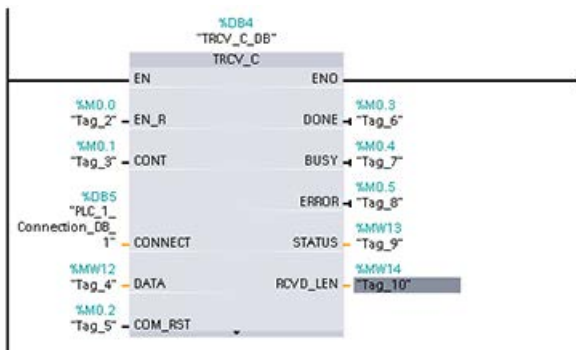 %DB4
"TRCV_C_DB"
TRCV_C
EN ENO
%M0.0 %M0.3
"Tag_2" EN_R DONE "Tag_6"
%M0.1 %M0.4
"Tag_3" CONT BUSY "Tag_7"
%DB5 %M0.5
"PLC_1_ ERROR "Tag_8"
Connection_DB_ %MW13
1" CONNECT STATUS "Tag_9"
%MW12 %MW14
"Tag_4" DATA RCVD_LEN "Tag_10"
%M0.2
"Tag_5" COM_RST